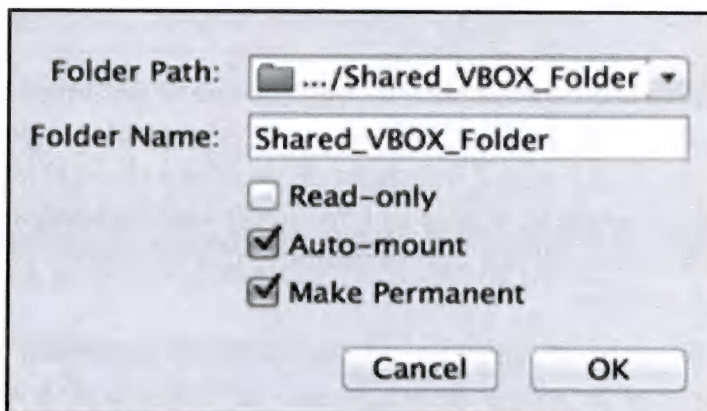 Folder Path: .../Shared_VBOX_Folder
Folder Name: Shared_VBOX_Folder
Read-only
Auto-mount
Make Permanent
Cancel OK